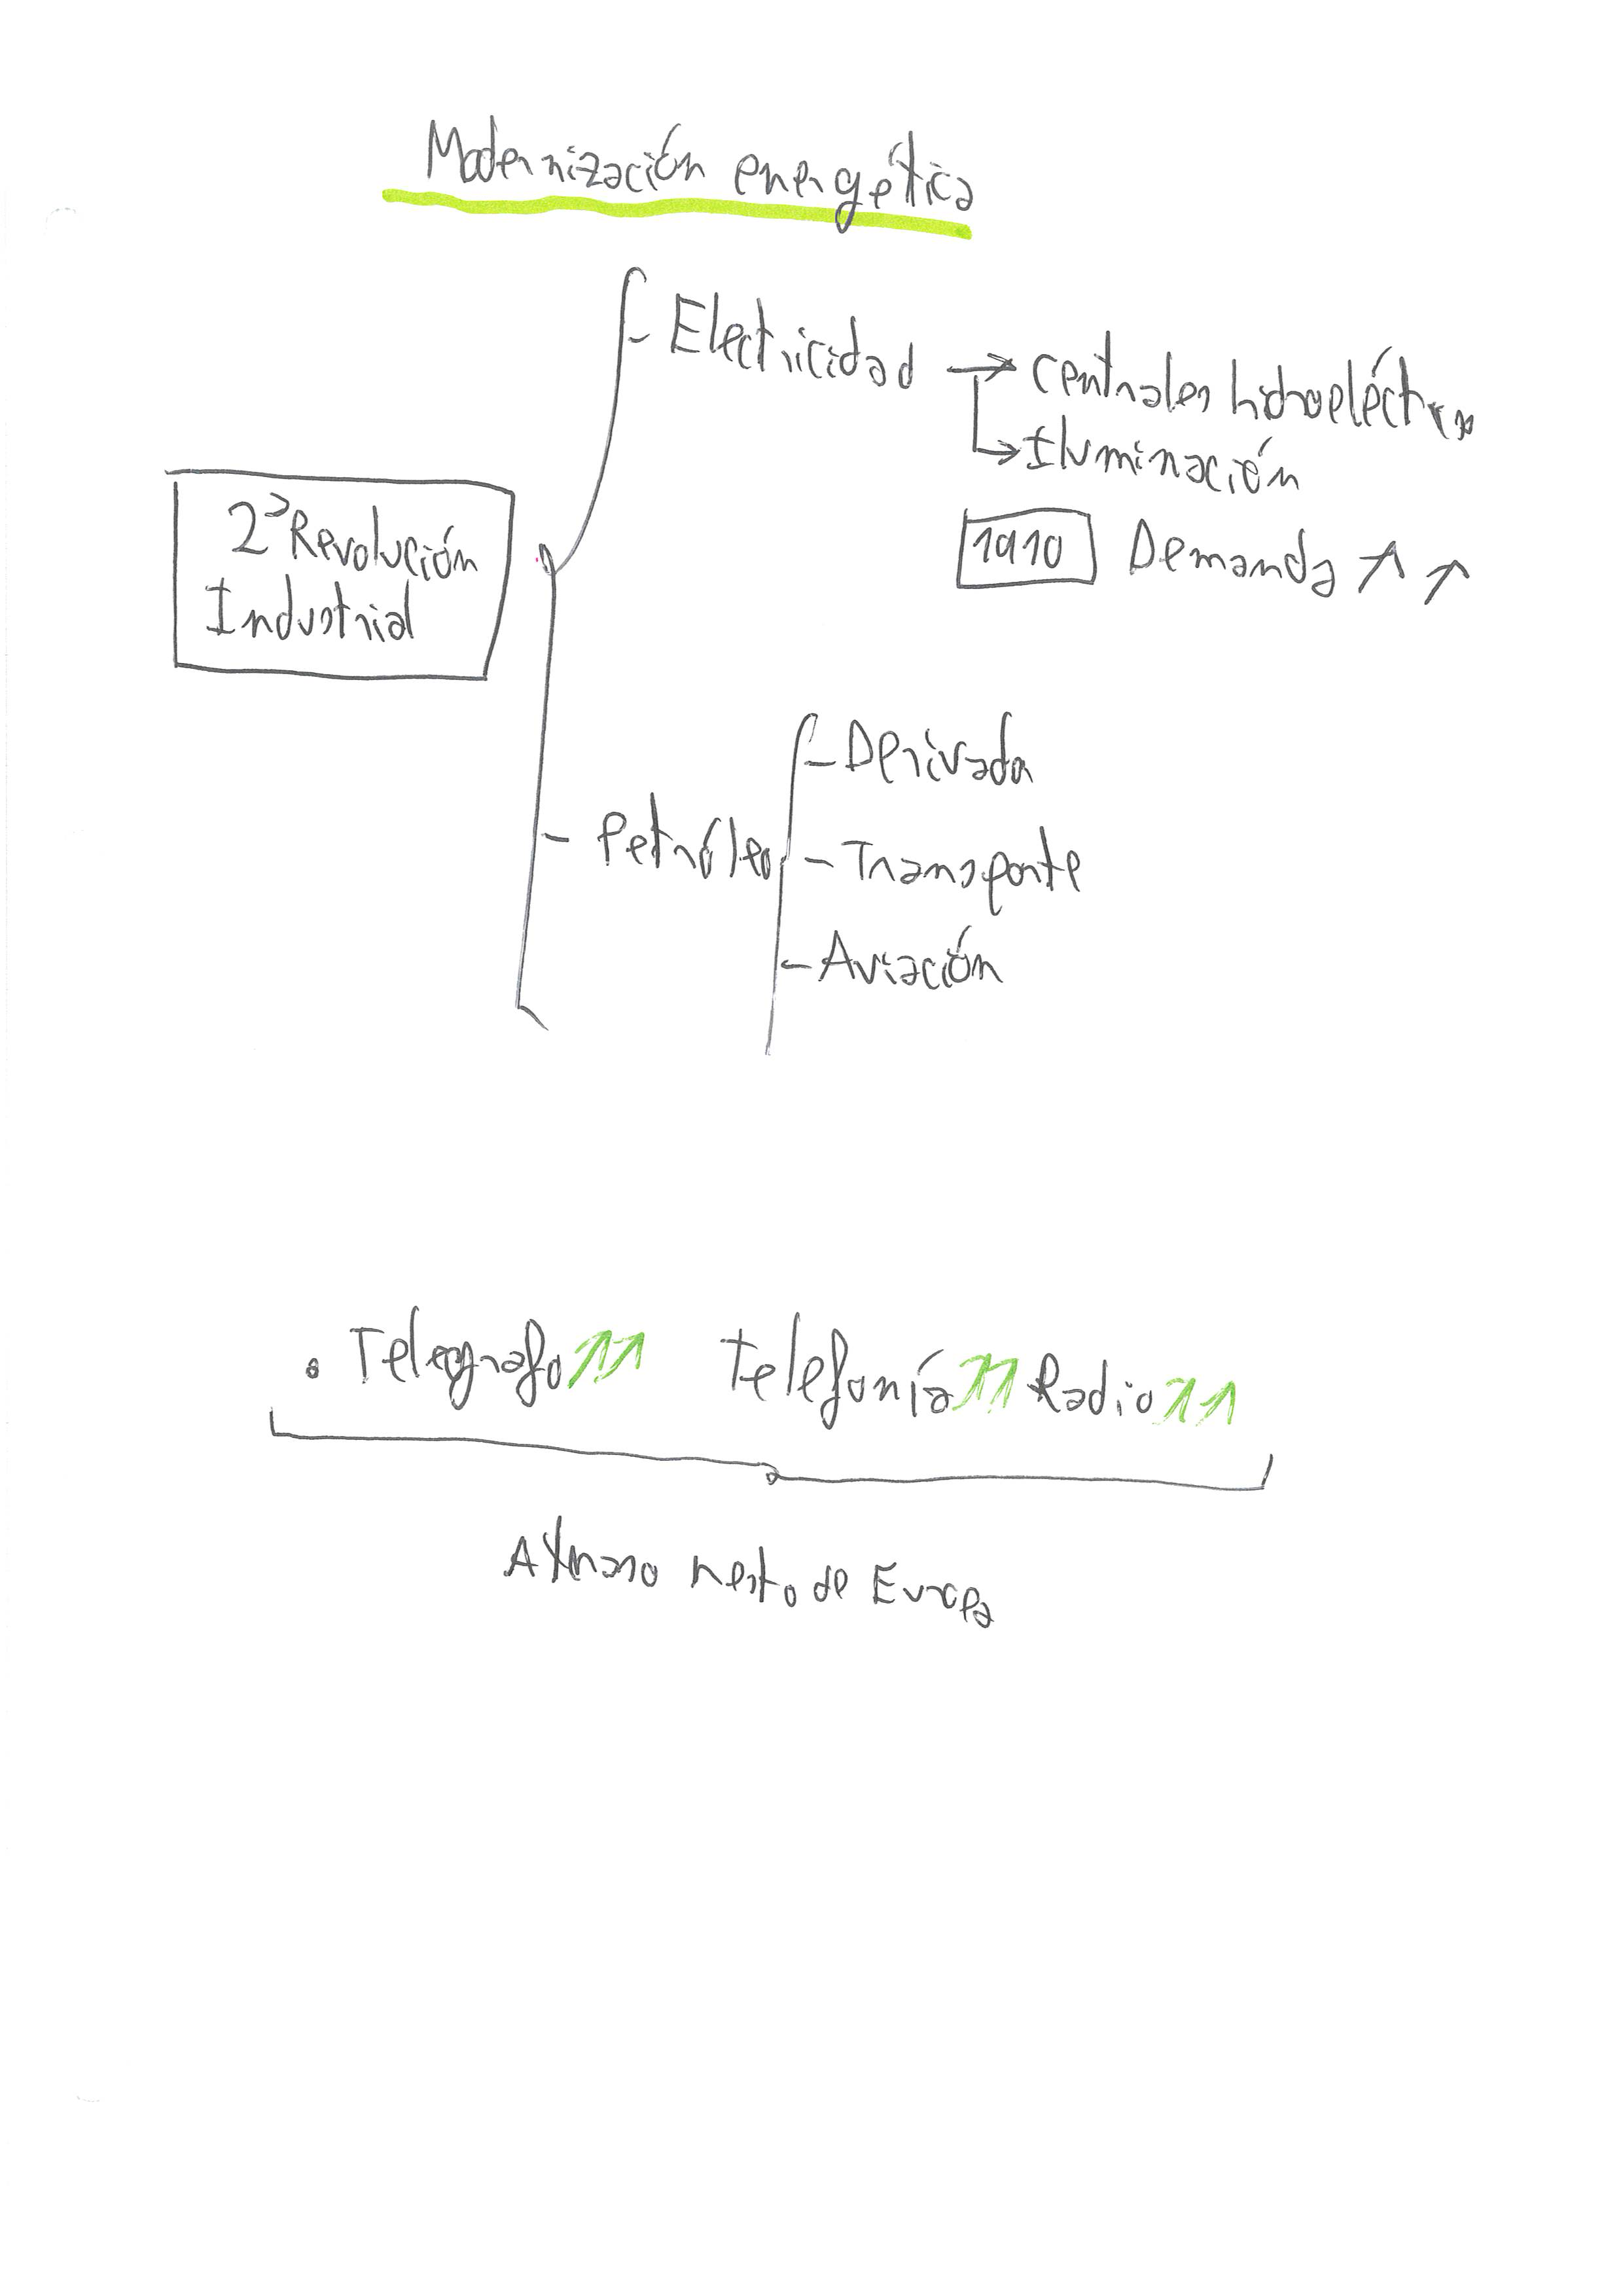 Modernización energética
- Electricidad → centrales hidroeléctricas
→ Iluminación
1910 Demanda ↑ ↑
2ª Revolución
Industrial
- Derivada
- Petróleo
- Transporte
- Aviación
• Telegrafo ↑↑ Telefonía ↑↑ Radio ↑↑
Atraso resto de Europa